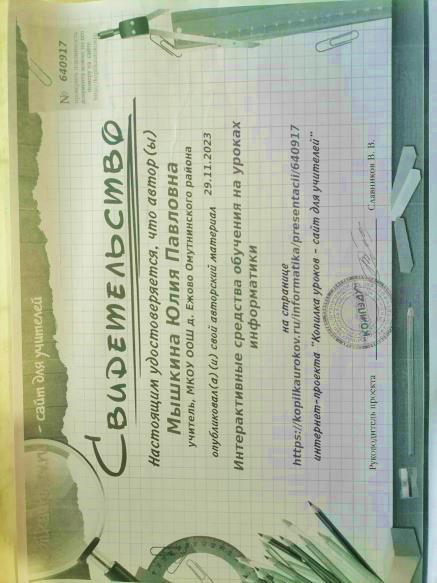 - сайт для учителей
№ 640917
СВИДЕТЕЛЬСТВО
Настоящим удостоверяется, что автор(ы)
Мышкина Юлия Павловна
учитель, МКОУ ООШ д. Ежово Омутнинского района
опубликовал(а)(и) свой авторский материал 29.11.2023
Интерактивные средства обучения на уроках
информатики
на странице
https://kopilkaurokov.ru/informatika/presentacii/640917
интернет-проекта "Копилка уроков - сайт для учителей"
Руководитель проекта Славников В. В.
"КОМПЭДУ"